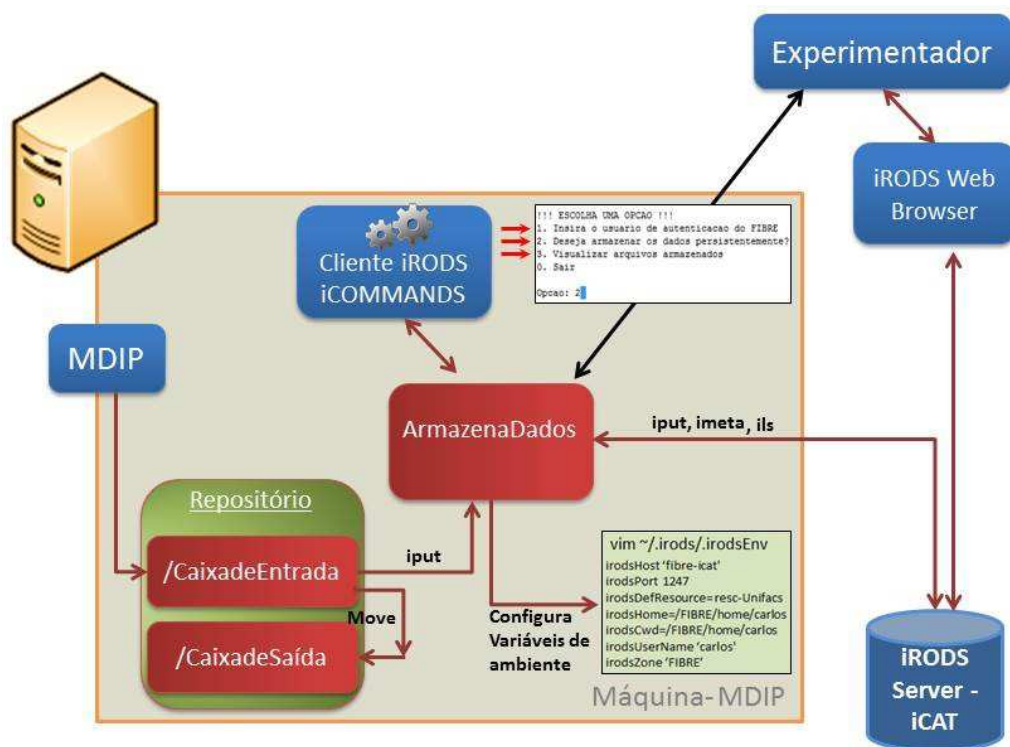 Experimentador
iRODS Web
Browser
!!! ESCOLHA UMA OPCAO !!!
1. Insira o usuario de autenticacao do FIBRE
2. Deseja armazenar os dados persistentemente?
3. Visualizar arquivos armazenados
0. Sair
Opcao: 2
Cliente iRODS
iCOMMANDS
MDIP
ArmazenaDados
iput, imeta, ils
Repositório
/CaixadeEntrada
iput
Move
/CaixadeSaída
Configura
Variáveis de
ambiente
vim ~/.irods/.irodsEnv
irodsHost 'fibre-icat'
irodsPort 1247
irodsDefResource=resc-Unifacs
irodsHome=/FIBRE/home/carlos
irodsCwd=/FIBRE/home/carlos
irodsUserName 'carlos'
irodsZone 'FIBRE'
Máquina-MDIP
iRODS
Server -
iCAT